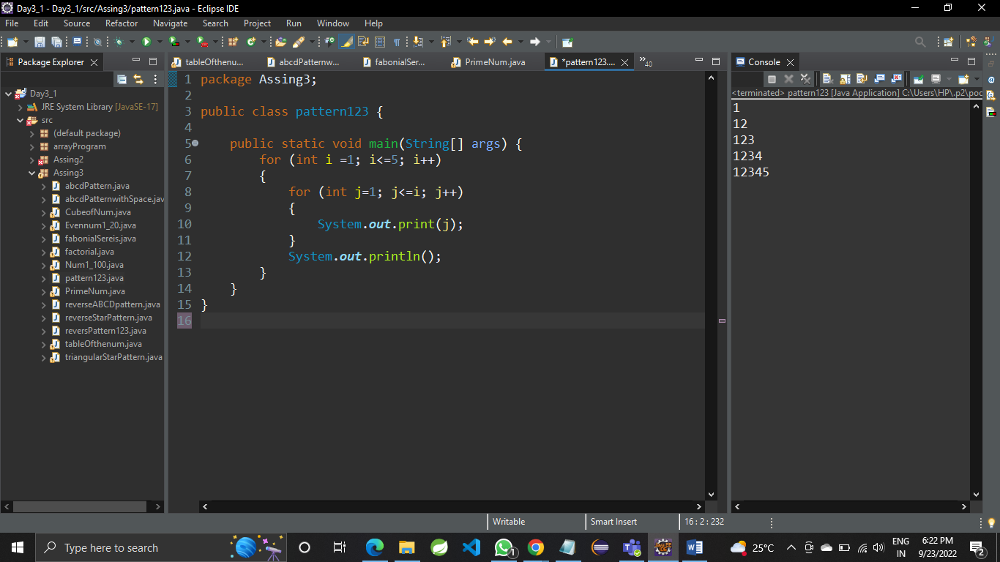 Day3_1 - Day3_1/src/Assing3/pattern123.java - Eclipse IDE
File Edit Source Refactor Navigate Search Project Run Window Help
Package Explorer
tableOfthenu... abcdPatternw... fabonialSer... PrimeNum.java *pattern123.... »40
Console
<terminated> pattern123 [Java Application] C:\Users\HP\.p2\poc
Day3_1
JRE System Library [JavaSE-17]
src
(default package)
arrayProgram
Assing2
Assing3
abcdPattern.java
abcdPatternwithSpace.jav
CubeofNum.java
Evennum1_20.java
fabonialSereis.java
factorial.java
Num1_100.java
pattern123.java
PrimeNum.java
reverseABCDpattern.java
reverseStarPattern.java
reversPattern123.java
tableOfthenum.java
triangularStarPattern.java
1 package Assing3;
2
3 public class pattern123 {
4
5     public static void main(String[] args) {
6         for (int i =1; i<=5; i++)
7         {
8             for (int j=1; j<=i; j++)
9             {
10                 System.out.print(j);
11             }
12             System.out.println();
13         }
14     }
15 }
16
1
12
123
1234
12345
Writable Smart Insert 16 : 2 : 232
Type here to search
1
25°C
ENG
IN
6:22 PM
9/23/2022
2